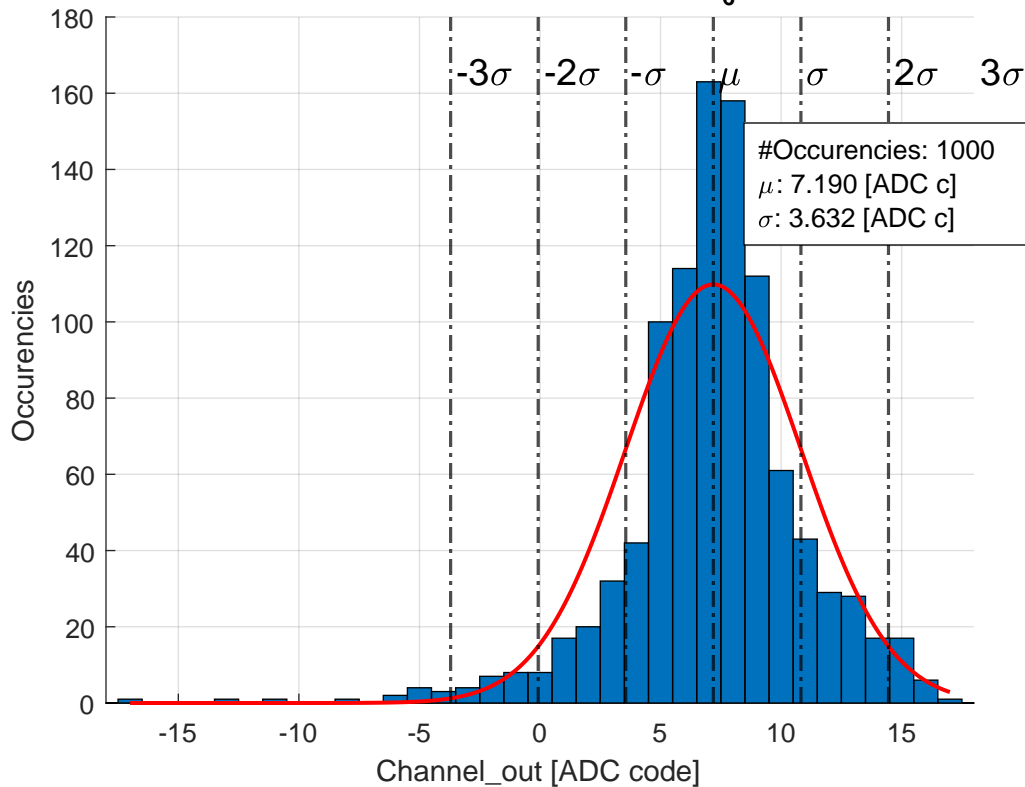 180
160
140
120
100
80
60
40
20
0
-3σ -2σ -σ μ σ 2σ 3σ
#Occurencies: 1000
μ: 7.190 [ADC c]
σ: 3.632 [ADC c]
Occurencies
-15 -10 -5 0 5 10 15
Channel_out [ADC code]